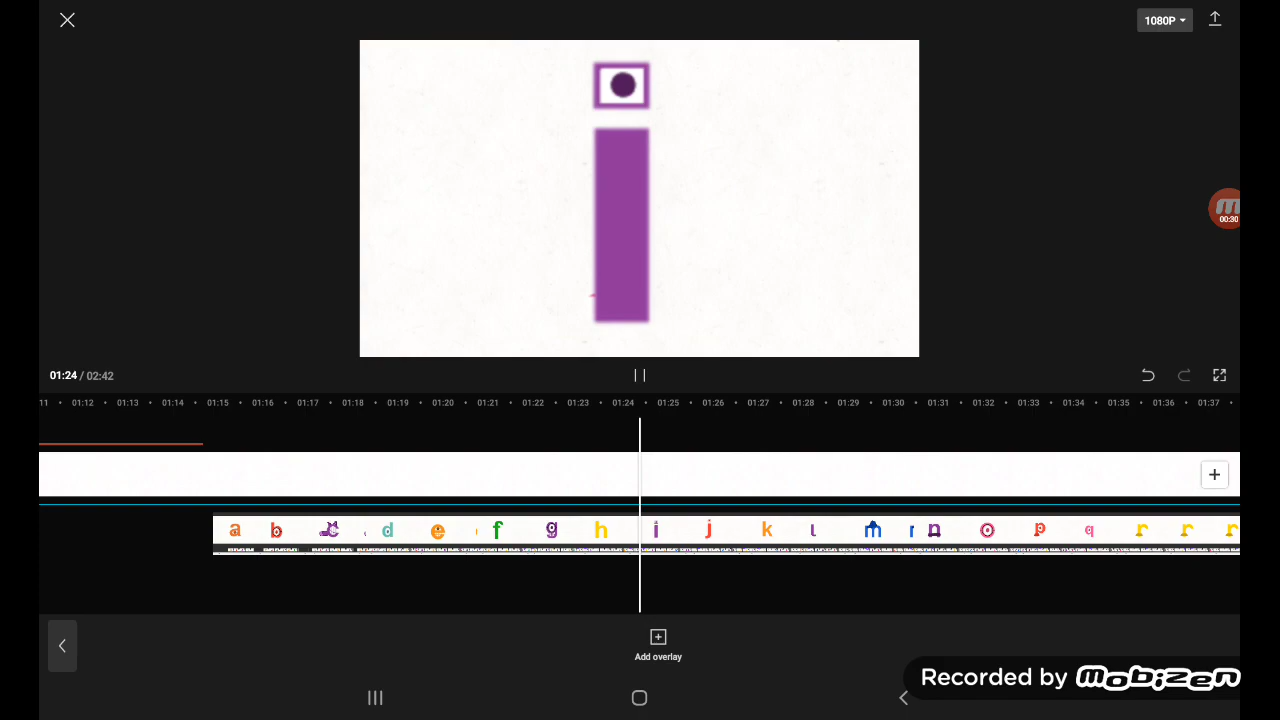 1080P
i
00:30
01:24 / 02:42
11 01:12 01:13 01:14 01:15 01:16 01:17 01:18 01:19 01:20 01:21 01:22 01:23 01:24 01:25 01:26 01:27 01:28 01:29 01:30 01:31 01:32 01:33 01:34 01:35 01:36 01:37
a b c d e f g h i j k l m n o p q r r r
Add overlay
Recorded by mobizen